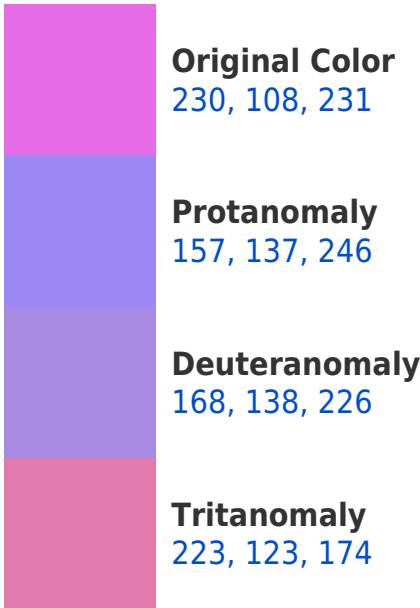 Original Color
230, 108, 231
Protanomaly
157, 137, 246
Deuteranomaly
168, 138, 226
Tritanomaly
223, 123, 174